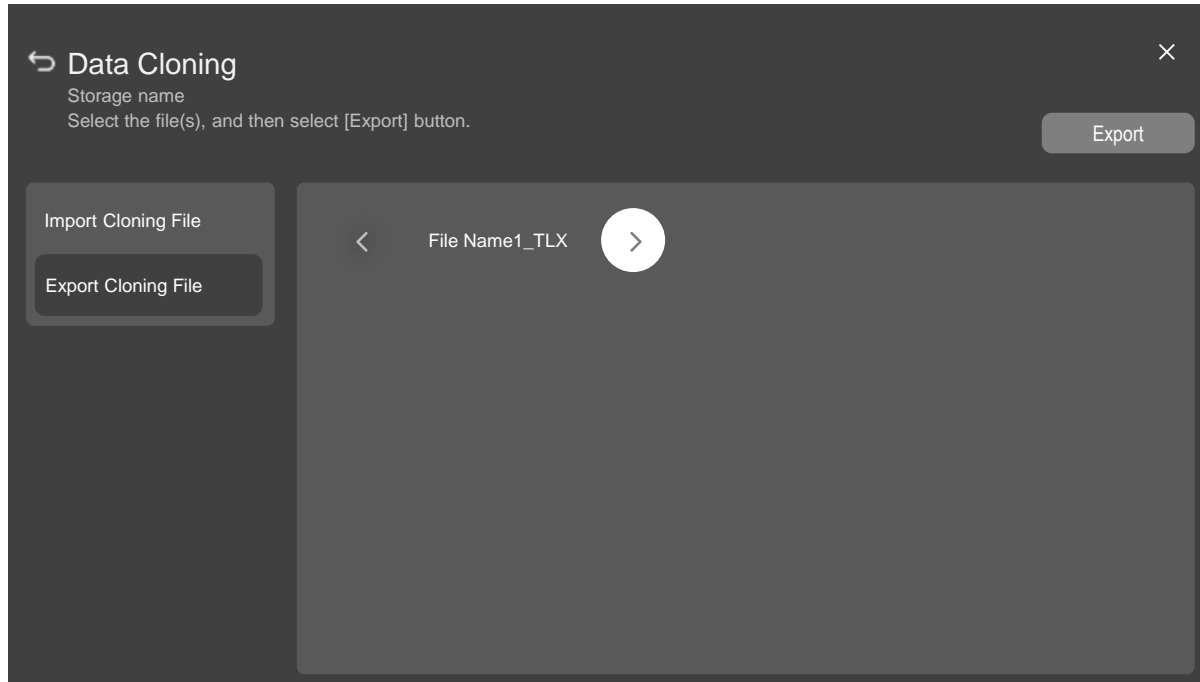 Data Cloning
Storage name
Select the file(s), and then select [Export] button.
Export
Import Cloning File
Export Cloning File
File Name1_TLX